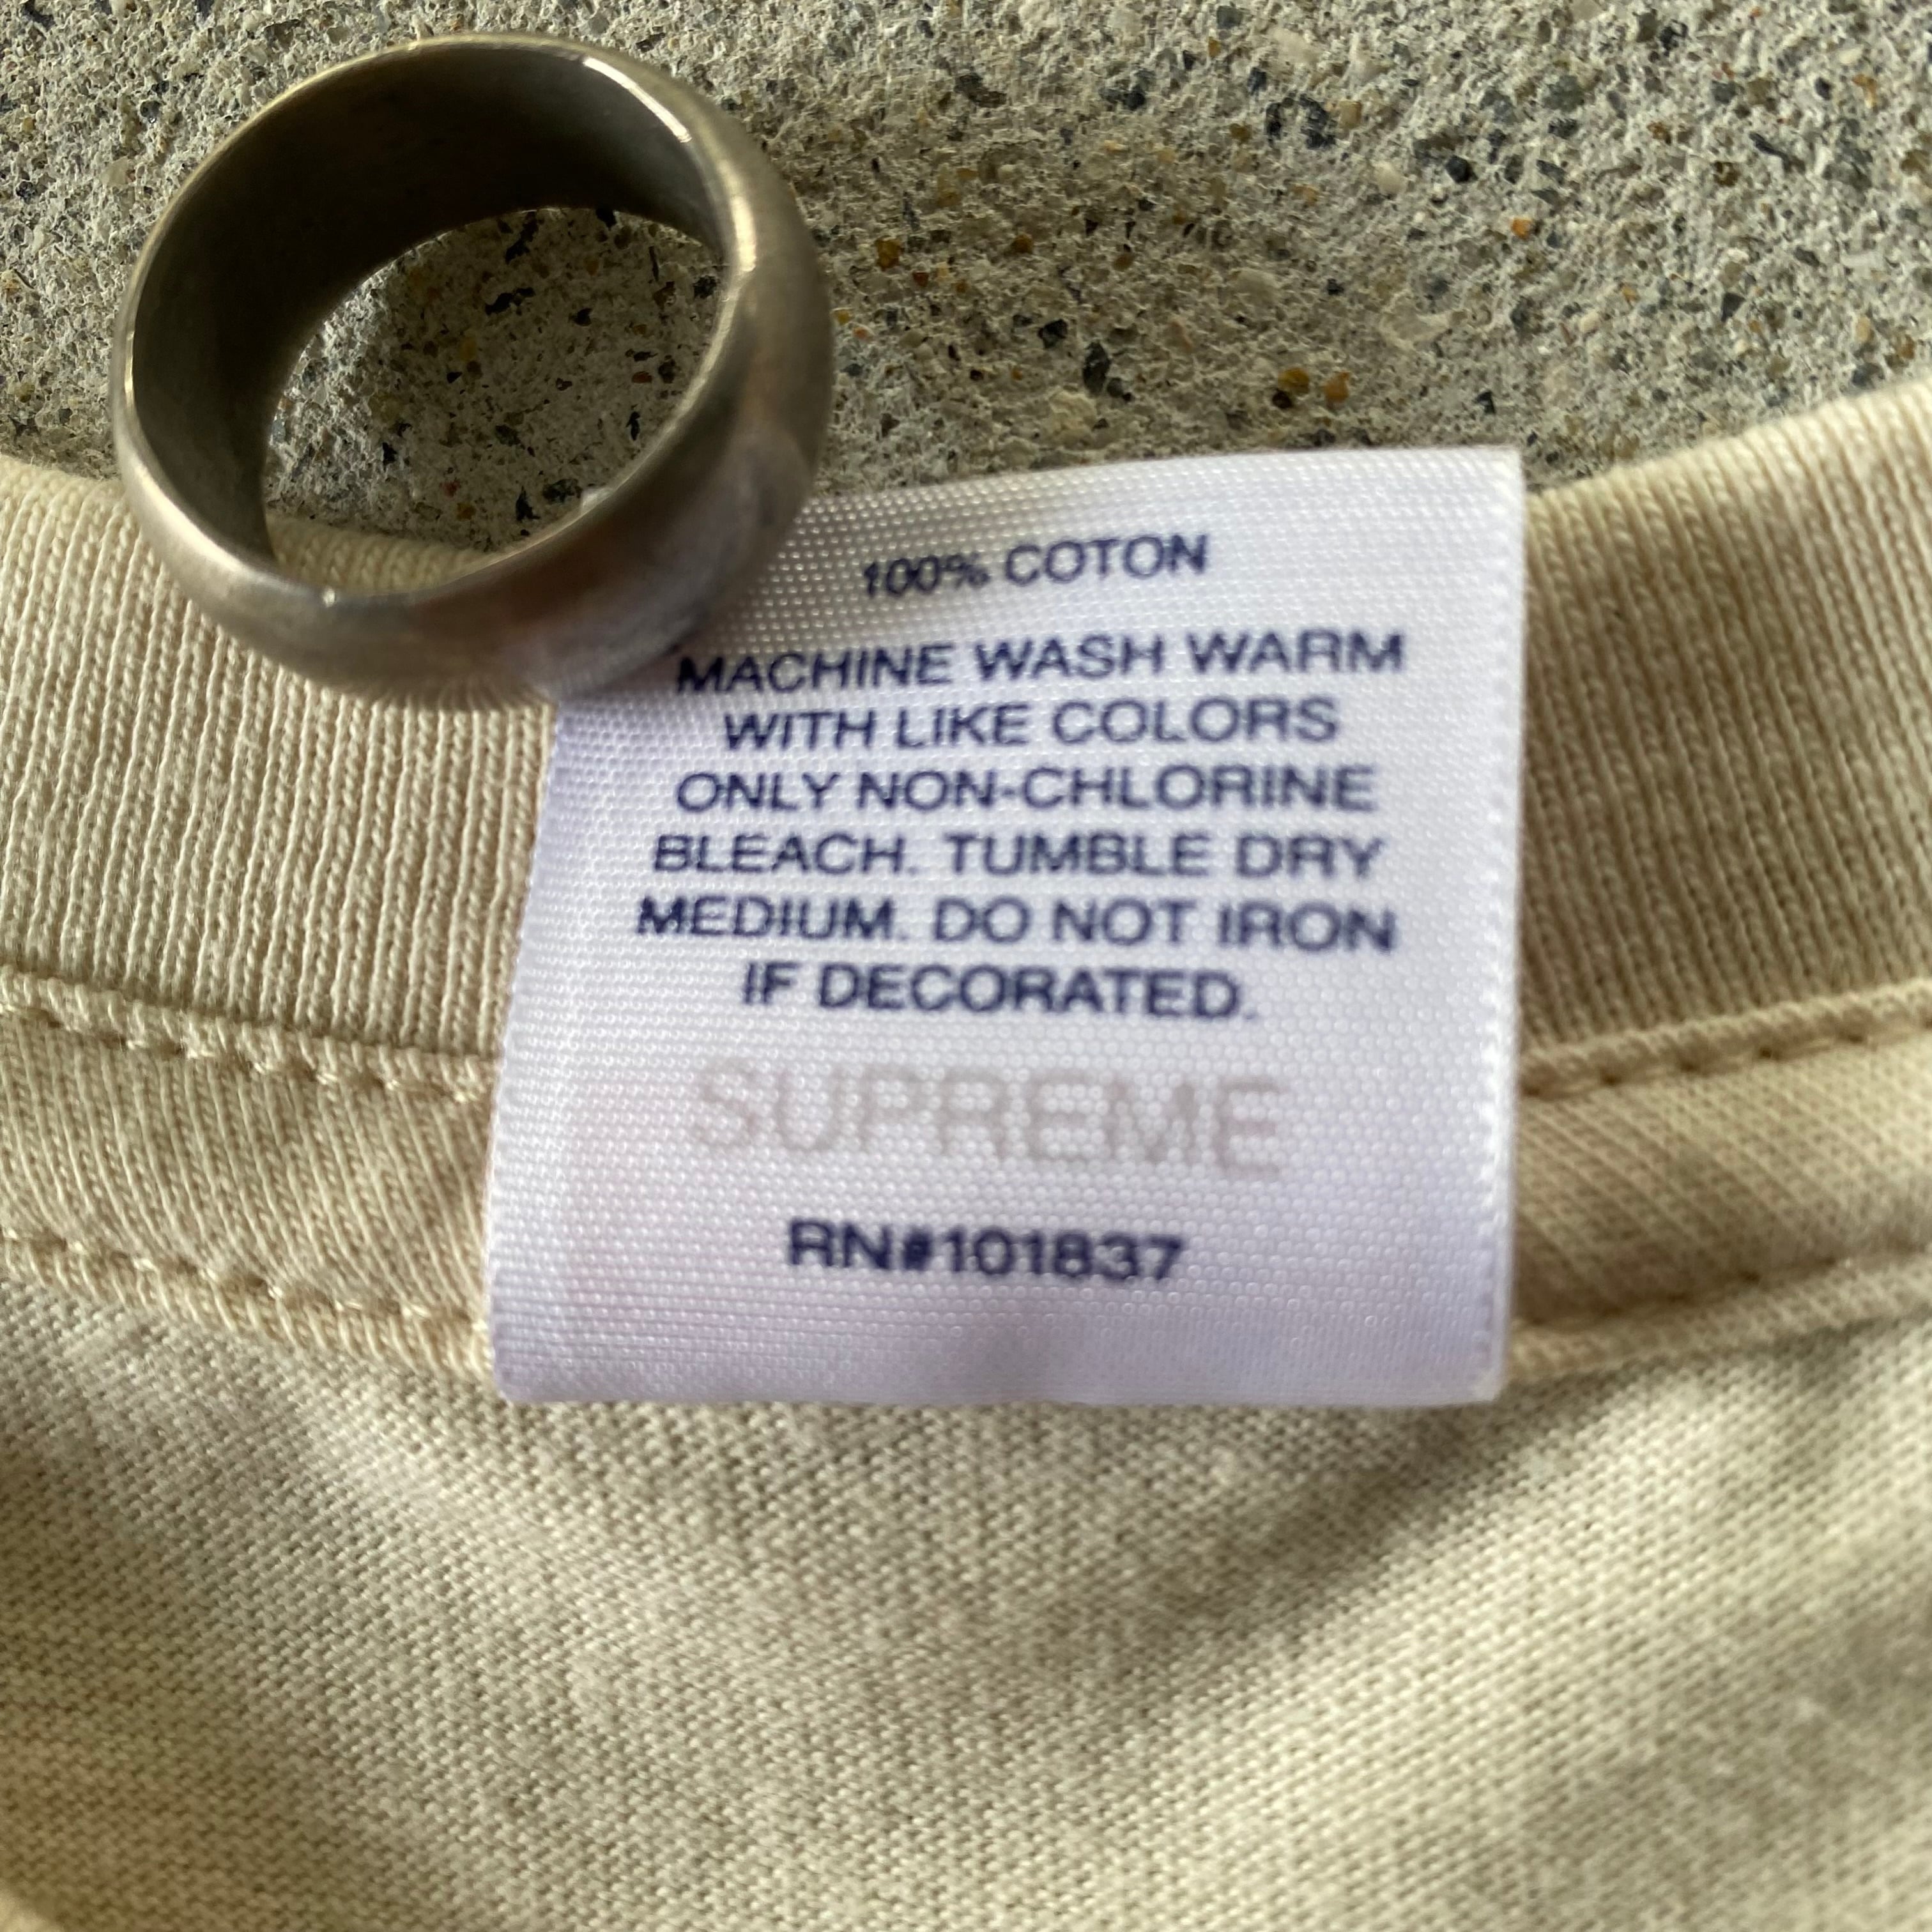 100% COTON
MACHINE WASH WARM
WITH LIKE COLORS
ONLY NON-CHLORINE
BLEACH. TUMBLE DRY
MEDIUM. DO NOT IRON
IF DECORATED.
SUPREME
RN#101837